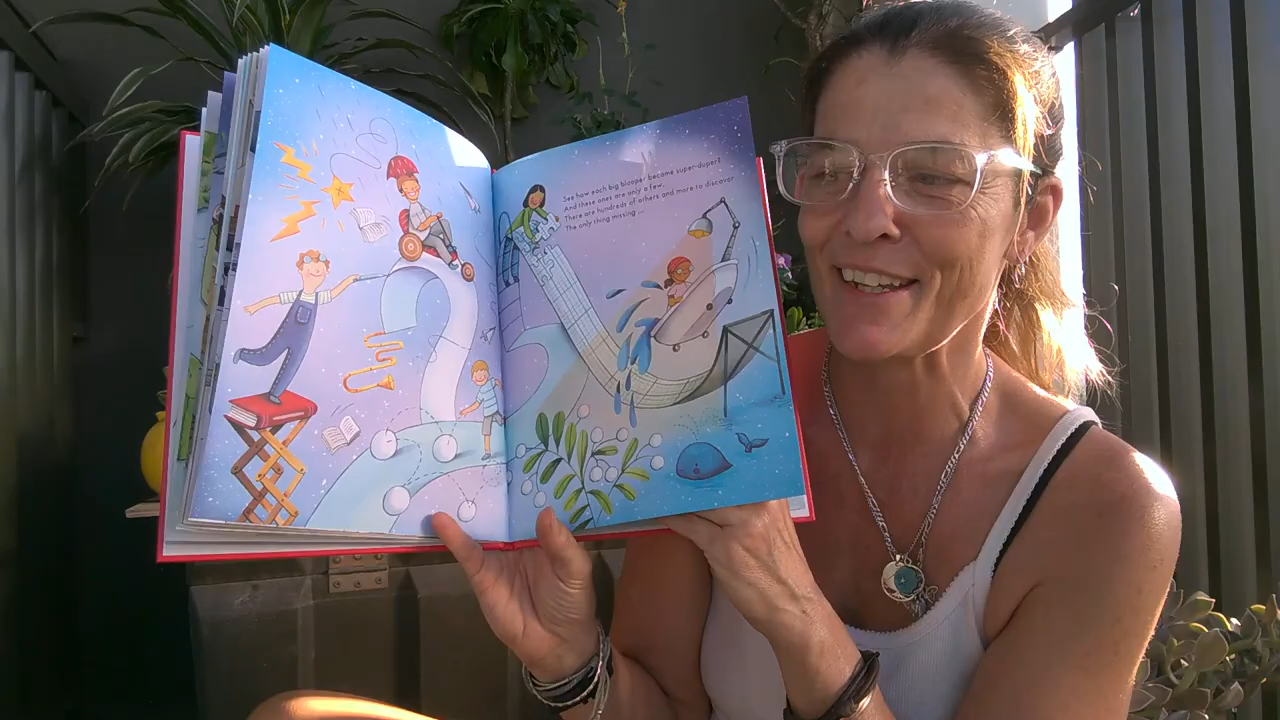 See how each big blooper became super-duper?
And these ones are only a few.
There are hundreds of others and more to discover
The only thing missing ...